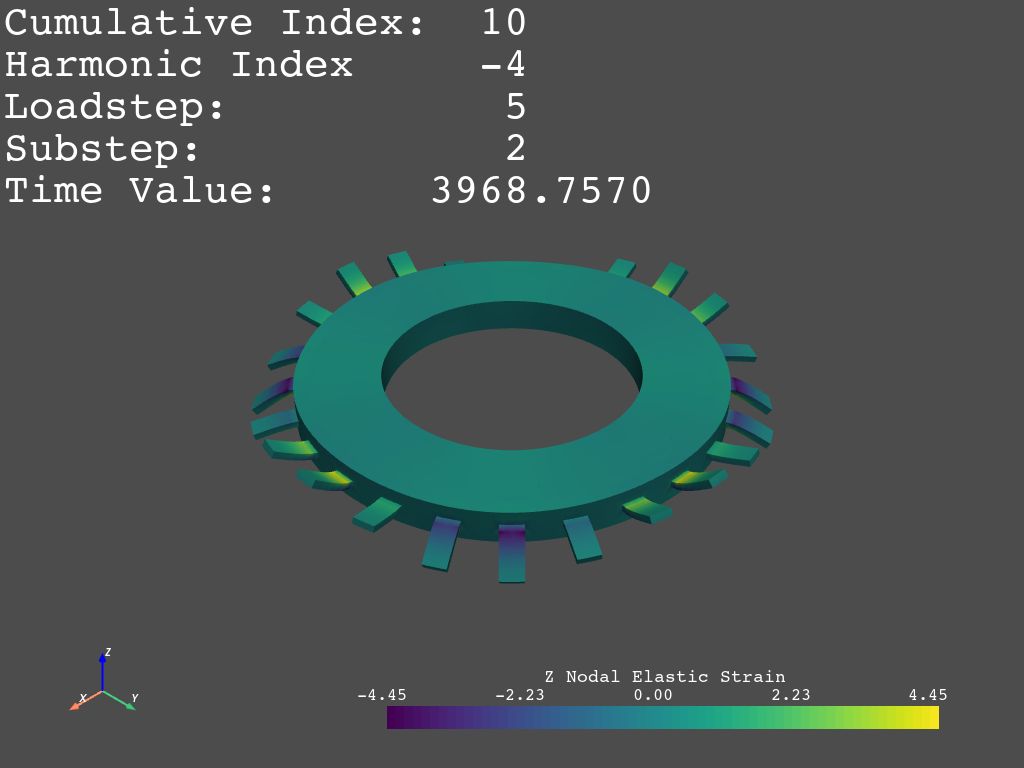 Cumulative Index: 10
Harmonic Index -4
Loadstep: 5
Substep: 2
Time Value: 3968.7570
Z
X
Y
Z Nodal Elastic Strain
-4.45 -2.23 0.00 2.23 4.45